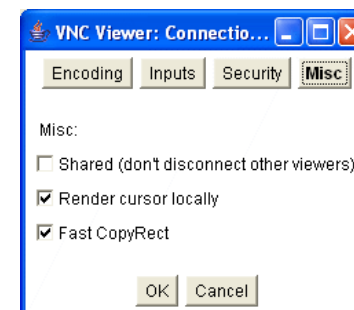 VNC Viewer: Connectio...
Encoding Inputs Security Misc
Misc:
Shared (don't disconnect other viewers)
Render cursor locally
Fast CopyRect
OK Cancel